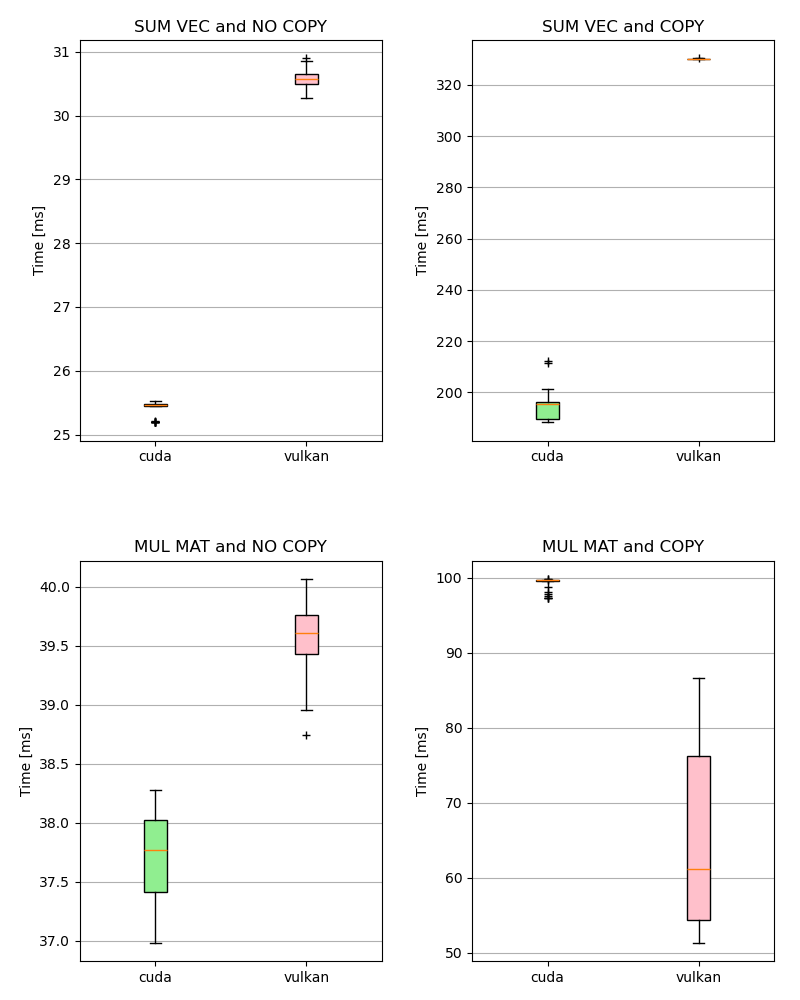 SUM VEC and NO COPY
31
30
29
28
27
26
25
Time [ms]
cuda vulkan
SUM VEC and COPY
320
300
280
260
240
220
200
Time [ms]
cuda vulkan
MUL MAT and NO COPY
40.0
39.5
39.0
38.5
38.0
37.5
37.0
Time [ms]
cuda vulkan
MUL MAT and COPY
100
90
80
70
60
50
Time [ms]
cuda vulkan